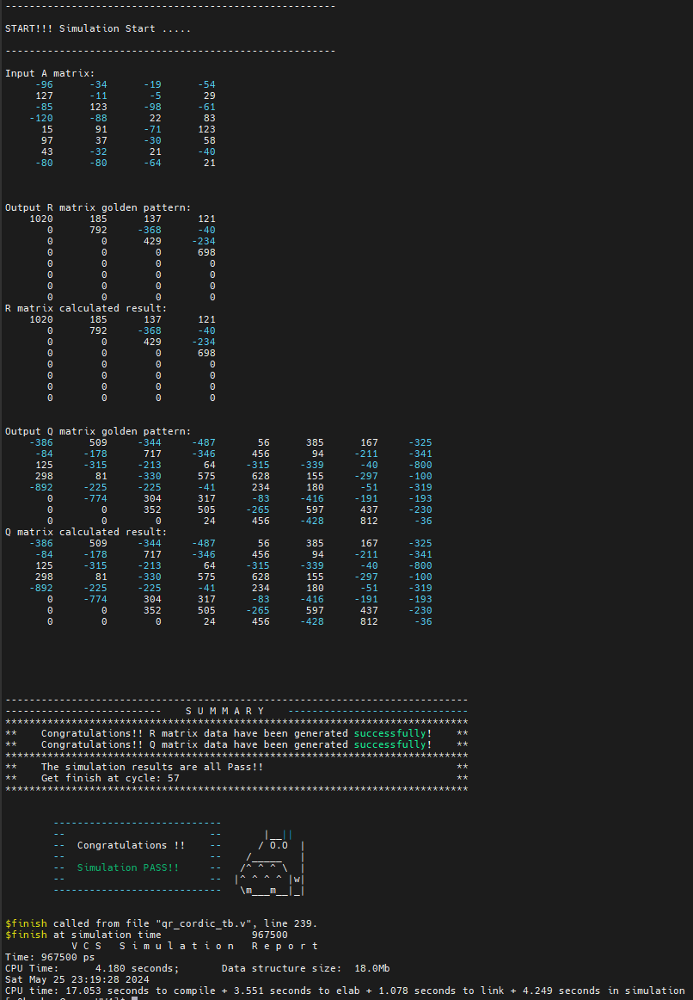 -------------------------------------------------------
START!!! Simulation Start .....
-------------------------------------------------------
Input A matrix:
-96 -34 -19 -54
127 -11 -5 29
-85 123 -98 -61
-120 -88 22 83
15 91 -71 123
97 37 -30 58
43 -32 21 -40
-80 -80 -64 21
Output R matrix golden pattern:
1020 185 137 121
0 792 -368 -40
0 0 429 -234
0 0 0 698
0 0 0 0
0 0 0 0
0 0 0 0
0 0 0 0
R matrix calculated result:
1020 185 137 121
0 792 -368 -40
0 0 429 -234
0 0 0 698
0 0 0 0
0 0 0 0
0 0 0 0
0 0 0 0
Output Q matrix golden pattern:
-386 509 -344 -487 56 385 167 -325
-84 -178 717 -346 456 94 -211 -341
125 -315 -213 64 -315 -339 -40 -800
298 81 -330 575 628 155 -297 -100
-892 -225 -225 -41 234 180 -51 -319
0 -774 304 317 -83 -416 -191 -193
0 0 352 505 -265 597 437 -230
0 0 0 24 456 -428 812 -36
Q matrix calculated result:
-386 509 -344 -487 56 385 167 -325
-84 -178 717 -346 456 94 -211 -341
125 -315 -213 64 -315 -339 -40 -800
298 81 -330 575 628 155 -297 -100
-892 -225 -225 -41 234 180 -51 -319
0 -774 304 317 -83 -416 -191 -193
0 0 352 505 -265 597 437 -230
0 0 0 24 456 -428 812 -36
-----------------------------------------------------------------------------
-------------------------- S U M M A R Y ------------------------------
*****************************************************************************
** Congratulations!! R matrix data have been generated successfully! **
** Congratulations!! Q matrix data have been generated successfully! **
*****************************************************************************
** The simulation results are all Pass!! **
** Get finish at cycle: 57 **
*****************************************************************************
----------------------------
-- -- |__||
-- Congratulations !! -- / O.O |
-- -- /_____ |
-- Simulation PASS!! -- /^ ^ ^ \ |
-- -- |^ ^ ^ ^ |w|
---------------------------- \m___m__|_|
$finish called from file "qr_cordic_tb.v", line 239.
$finish at simulation time 967500
V C S S i m u l a t i o n R e p o r t
Time: 967500 ps
CPU Time: 4.180 seconds; Data structure size: 18.0Mb
Sat May 25 23:19:28 2024
CPU time: 17.053 seconds to compile + 3.551 seconds to elab + 1.078 seconds to link + 4.249 seconds in simulation